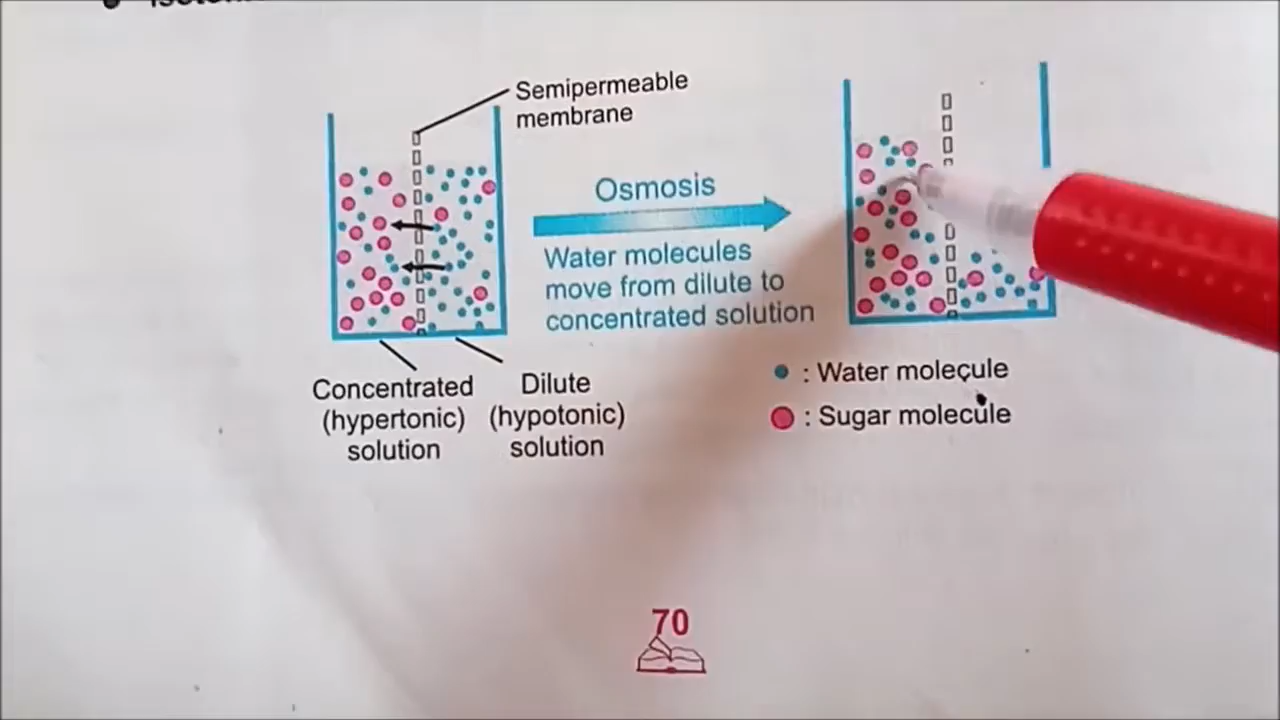 Semipermeable
membrane
Osmosis
Water molecules
move from dilute to
concentrated solution
Concentrated
(hypertonic)
solution
Dilute
(hypotonic)
solution
: Water molecule
: Sugar molecule
70